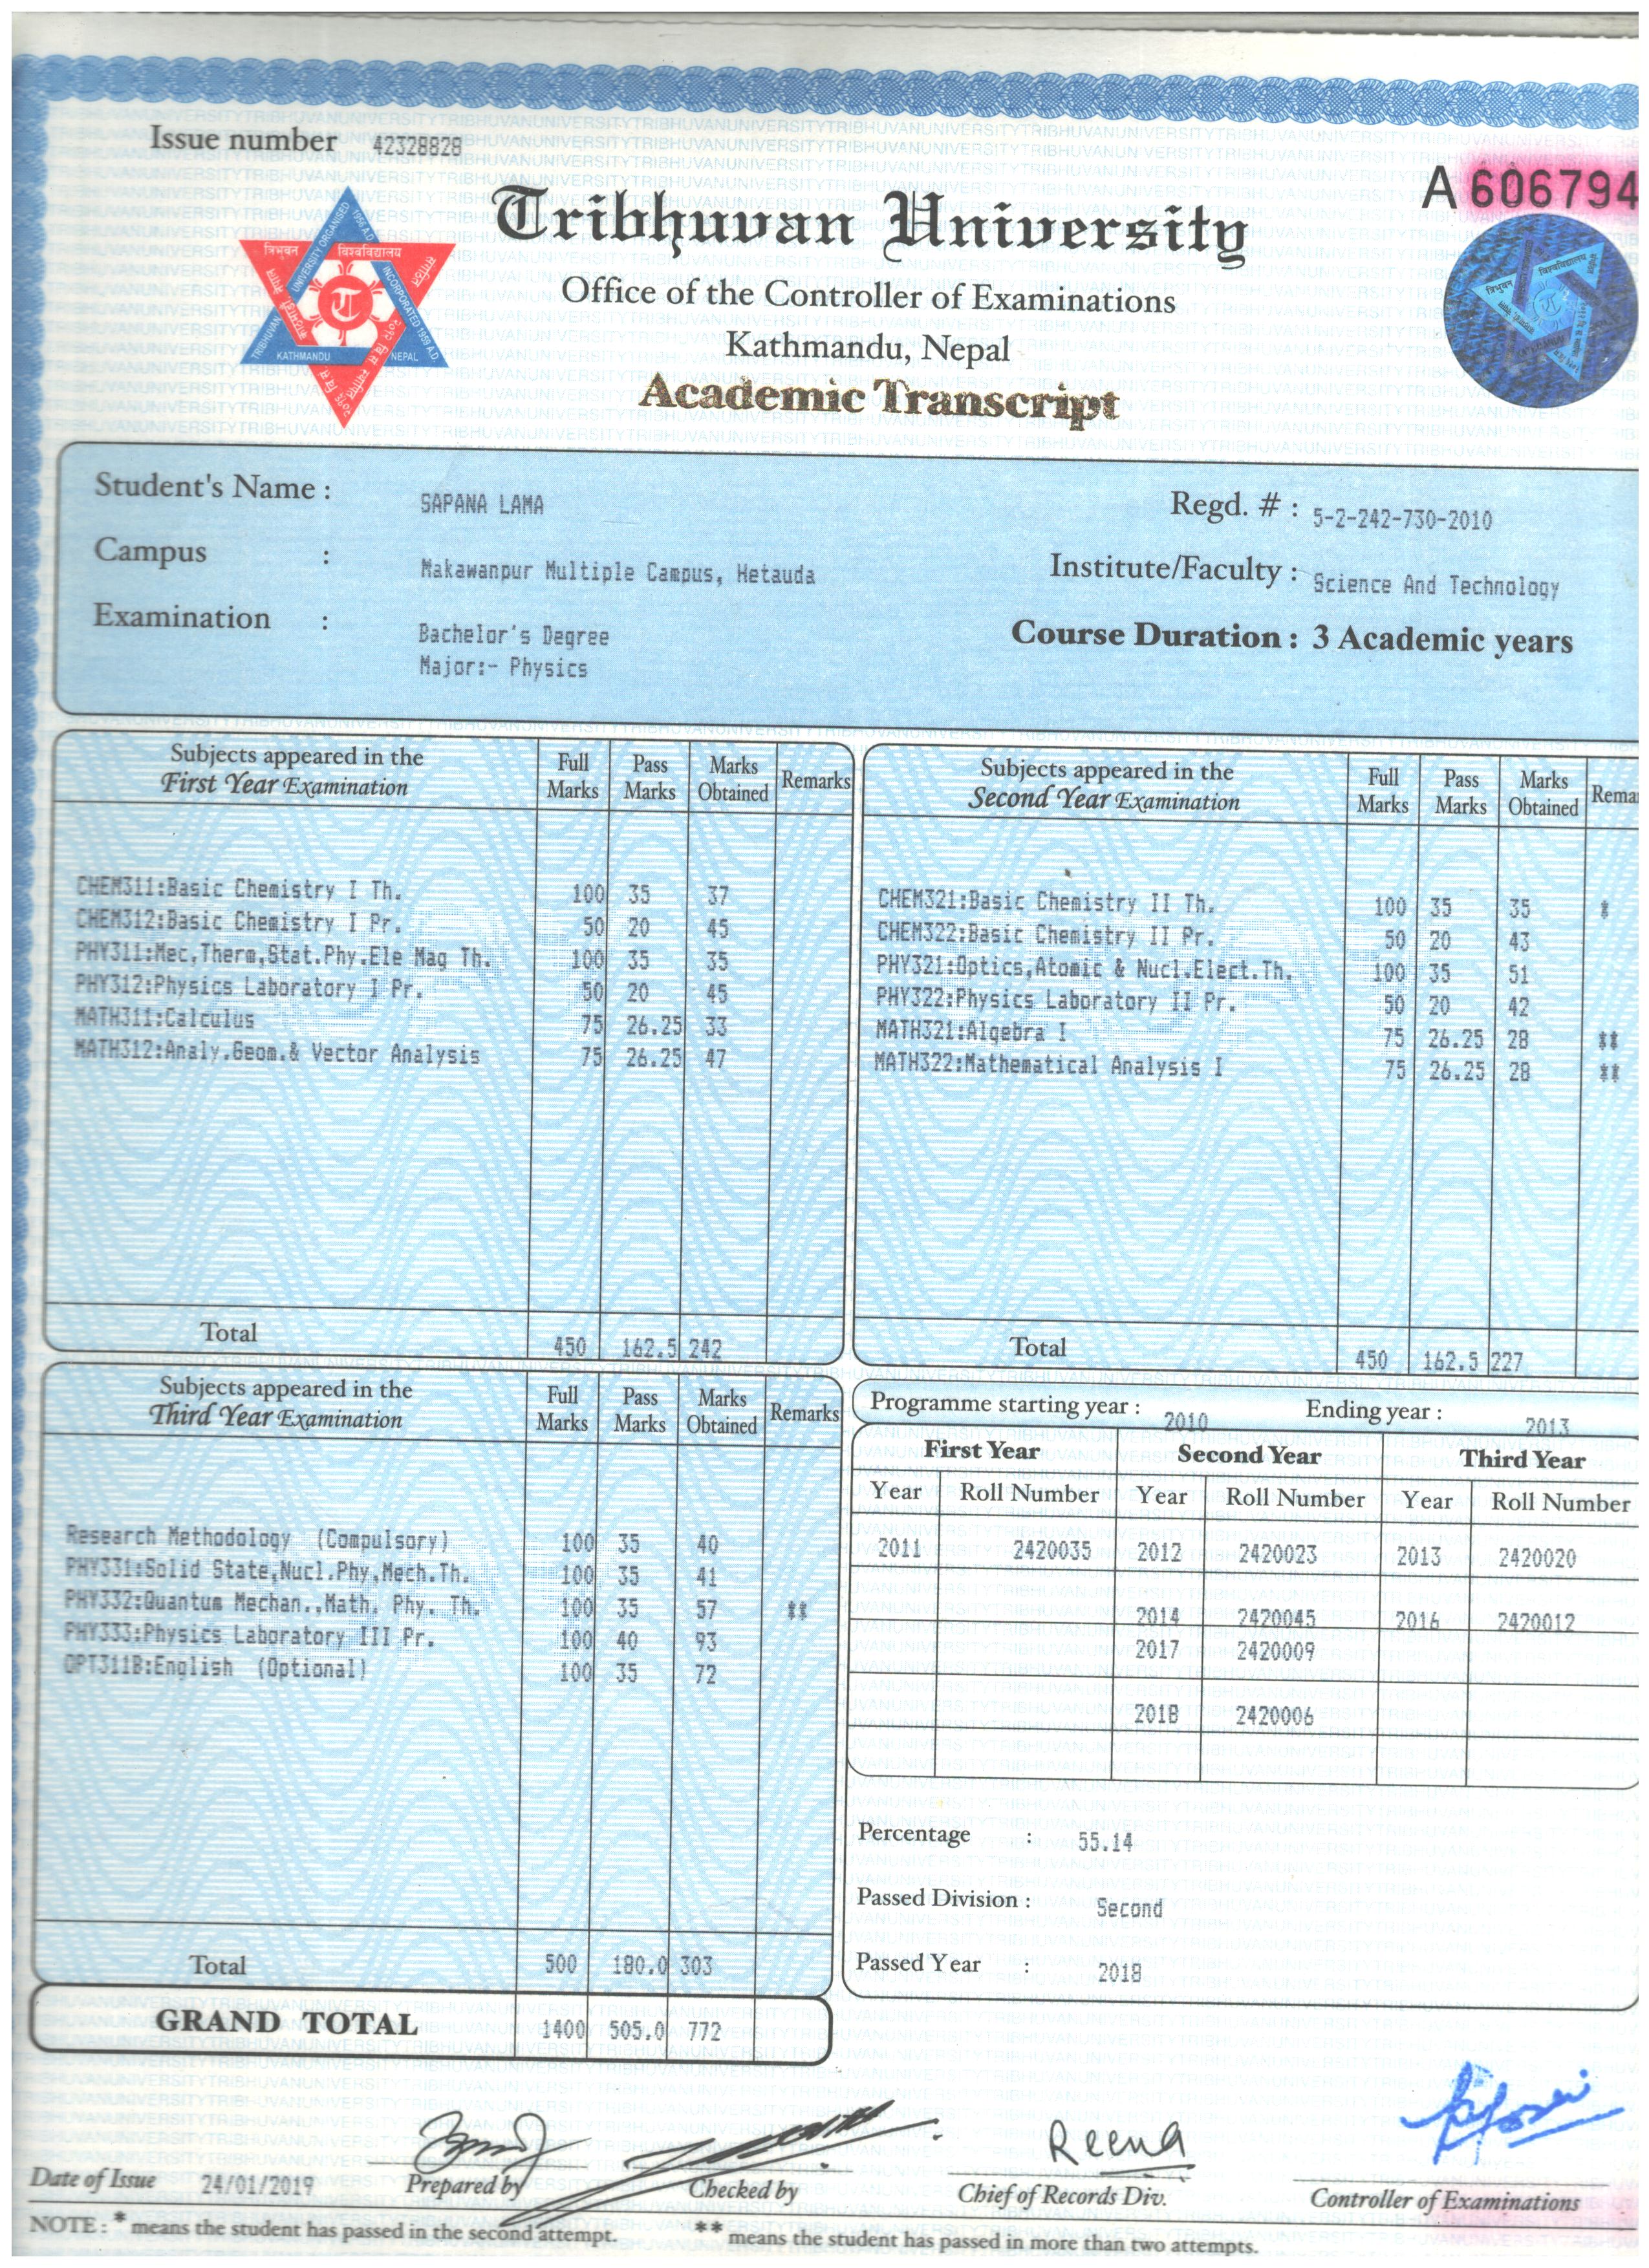 Issue number 42328828
A 606794
Tribhuvan University
Office of the Controller of Examinations
Kathmandu, Nepal
Academic Transcript
त्रिभुवन विश्वविद्यालय
TRIBHUVAN UNIVERSITY ORGANISED 1956 A.D.
INCORPORATED 1959 A.D.
KATHMANDU NEPAL
Student's Name : SAPANA LAMA
Regd. # : 5-2-242-730-2010
Campus : Makawanpur Multiple Campus, Hetauda
Institute/Faculty : Science And Technology
Examination : Bachelor's Degree
Major:- Physics
Course Duration : 3 Academic years
Subjects appeared in the First Year Examination Full Marks Pass Marks Marks Obtained Remarks
CHEM311:Basic Chemistry I Th. 100 35 37
CHEM312:Basic Chemistry I Pr. 50 20 45
PHY311:Mec,Therm,Stat.Phy.Ele Mag Th. 100 35 35
PHY312:Physics Laboratory I Pr. 50 20 45
MATH311:Calculus 75 26.25 33
MATH312:Analy.Geom.& Vector Analysis 75 26.25 47
Total 450 162.5 242
Subjects appeared in the Second Year Examination Full Marks Pass Marks Marks Obtained Rema
CHEM321:Basic Chemistry II Th. 100 35 35 *
CHEM322:Basic Chemistry II Pr. 50 20 43
PHY321:Optics,Atomic & Nucl.Elect.Th. 100 35 51
PHY322:Physics Laboratory II Pr. 50 20 42
MATH321:Algebra I 75 26.25 28 **
MATH322:Mathematical Analysis I 75 26.25 28 **
Total 450 162.5 227
Subjects appeared in the Third Year Examination Full Marks Pass Marks Marks Obtained Remarks
Research Methodology (Compulsory) 100 35 40
PHY331:Solid State,Nucl.Phy,Mech.Th. 100 35 41
PHY332:Quantum Mechan.,Math. Phy. Th. 100 35 57 **
PHY333:Physics Laboratory III Pr. 100 40 93
OPT311B:English (Optional) 100 35 72
Total 500 180.0 303
GRAND TOTAL 1400 505.0 772
Programme starting year : 2010 Ending year : 2013
First Year Second Year Third Year
Year Roll Number Year Roll Number Year Roll Number
2011 2420035 2012 2420023 2013 2420020
2014 2420045 2016 2420012
2017 2420009
2018 2420006
Percentage : 55.14
Passed Division : Second
Passed Year : 2018
Reena
Date of Issue 24/01/2019 Prepared by Checked by Chief of Records Div. Controller of Examinations
NOTE : * means the student has passed in the second attempt. ** means the student has passed in more than two attempts.